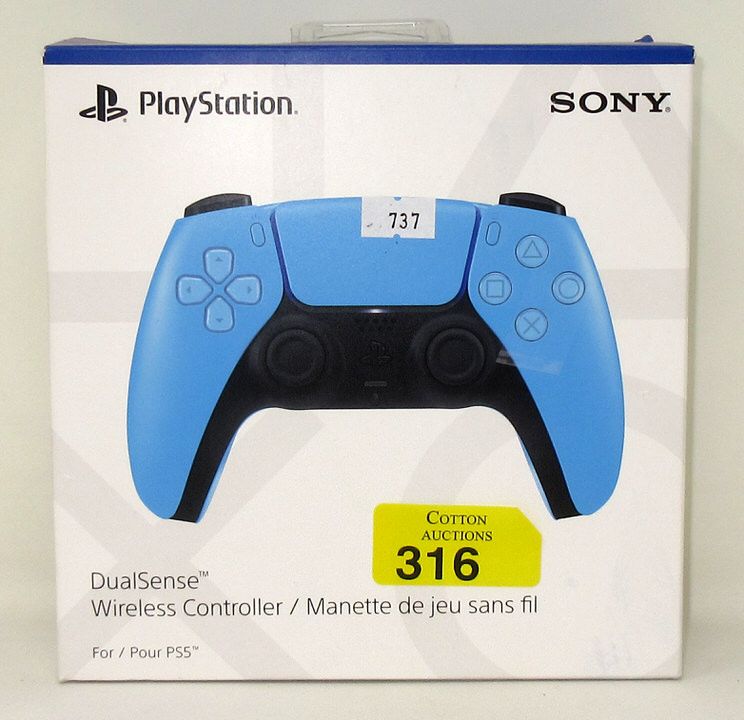 PlayStation®
SONY®
737
COTTON
AUCTIONS
316
DualSense™
Wireless Controller / Manette de jeu sans fil
For / Pour PS5™